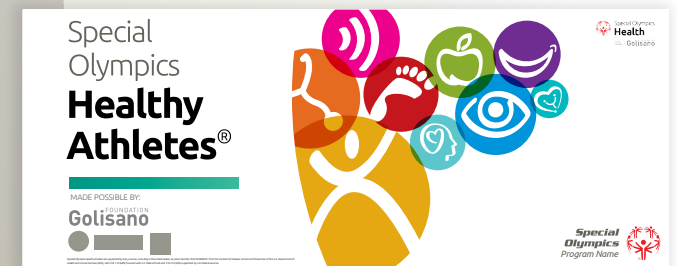 Special
Olympics
Healthy
Athletes®
MADE POSSIBLE BY:
FOUNDATION
Golisano
Special Olympics
Health
Golisano
Special
Olympics
Program Name